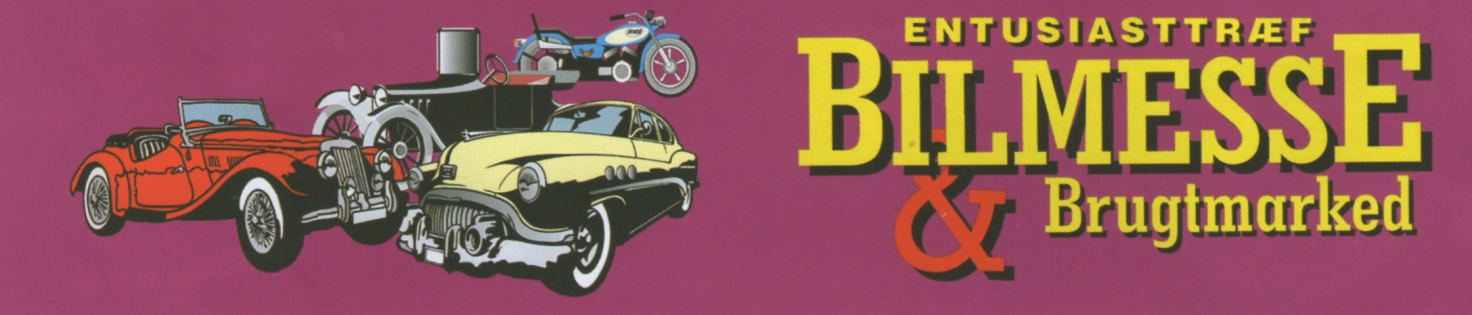 ENTUSIASTTRÆF
BILMESSE
& Brugtmarked